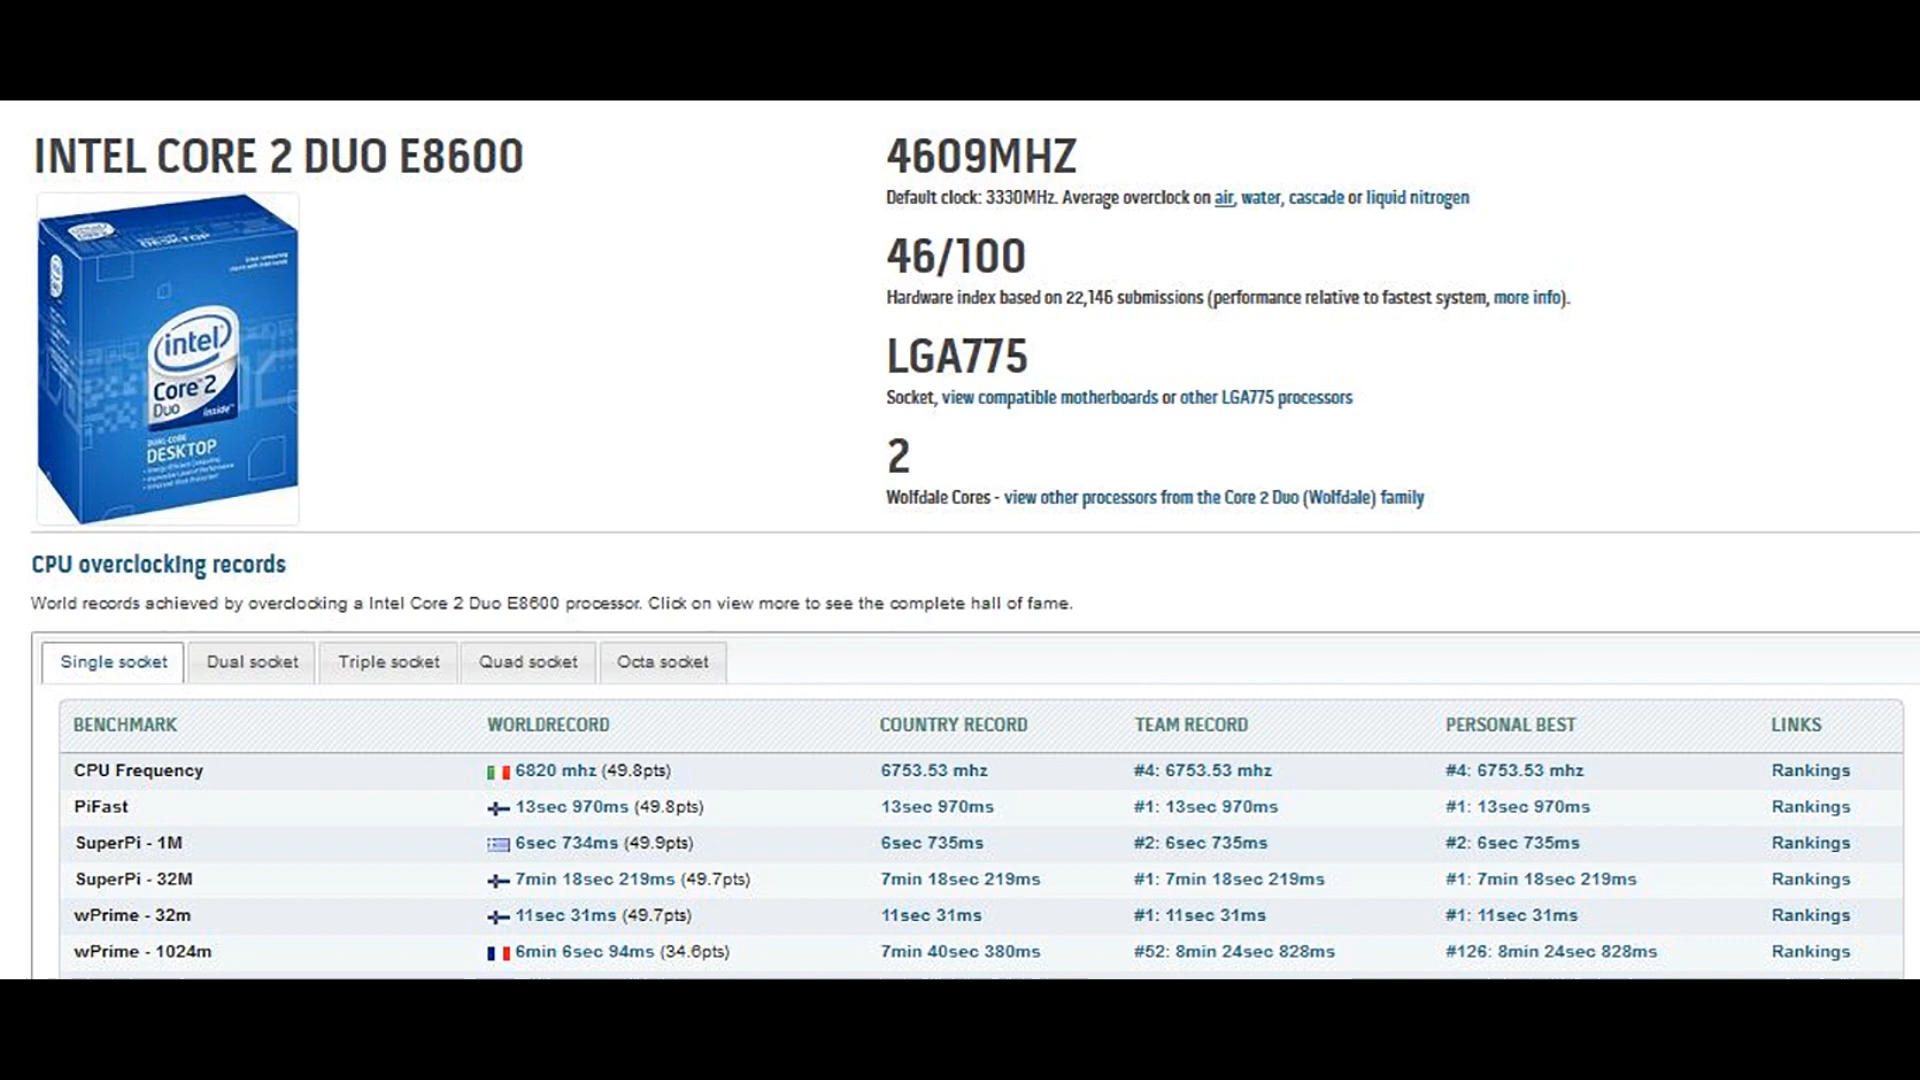 INTEL CORE 2 DUO E8600
4609MHZ
Default clock: 3330MHz. Average overclock on air, water, cascade or liquid nitrogen
46/100
Hardware index based on 22,146 submissions (performance relative to fastest system, more info).
LGA775
Socket, view compatible motherboards or other LGA775 processors
2
Wolfdale Cores - view other processors from the Core 2 Duo (Wolfdale) family
DESKTOP
intel
Core™2
Duo
inside™
DUAL-CORE
DESKTOP
CPU overclocking records
World records achieved by overclocking a Intel Core 2 Duo E8600 processor. Click on view more to see the complete hall of fame.
Single socket Dual socket Triple socket Quad socket Octa socket
BENCHMARK WORLDRECORD COUNTRY RECORD TEAM RECORD PERSONAL BEST LINKS
CPU Frequency 6820 mhz (49.8pts) 6753.53 mhz #4: 6753.53 mhz #4: 6753.53 mhz Rankings
PiFast 13sec 970ms (49.8pts) 13sec 970ms #1: 13sec 970ms #1: 13sec 970ms Rankings
SuperPi - 1M 6sec 734ms (49.9pts) 6sec 735ms #2: 6sec 735ms #2: 6sec 735ms Rankings
SuperPi - 32M 7min 18sec 219ms (49.7pts) 7min 18sec 219ms #1: 7min 18sec 219ms #1: 7min 18sec 219ms Rankings
wPrime - 32m 11sec 31ms (49.7pts) 11sec 31ms #1: 11sec 31ms #1: 11sec 31ms Rankings
wPrime - 1024m 6min 6sec 94ms (34.6pts) 7min 40sec 380ms #52: 8min 24sec 828ms #126: 8min 24sec 828ms Rankings